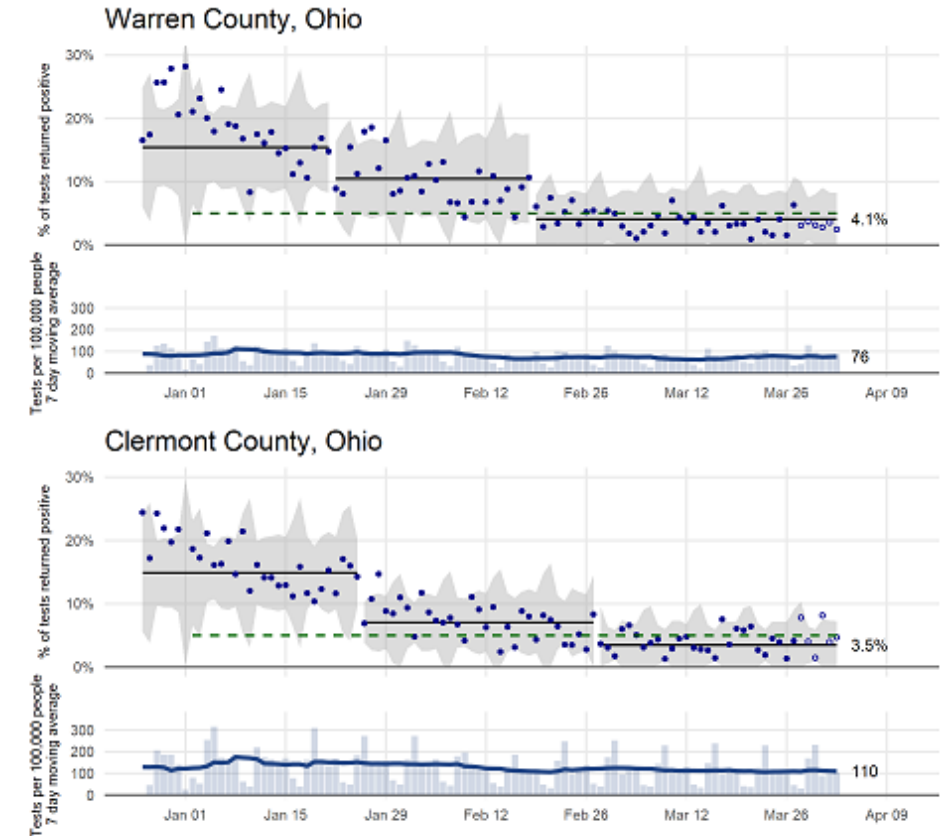 Warren County, Ohio
% of tests returned positive
30%
20%
10%
0%
4.1%
Tests per 100,000 people
7 day moving average
300
200
100
0
76
Jan 01 Jan 15 Jan 29 Feb 12 Feb 26 Mar 12 Mar 26 Apr 09
Clermont County, Ohio
% of tests returned positive
30%
20%
10%
0%
3.5%
Tests per 100,000 people
7 day moving average
300
200
100
0
110
Jan 01 Jan 15 Jan 29 Feb 12 Feb 26 Mar 12 Mar 26 Apr 09